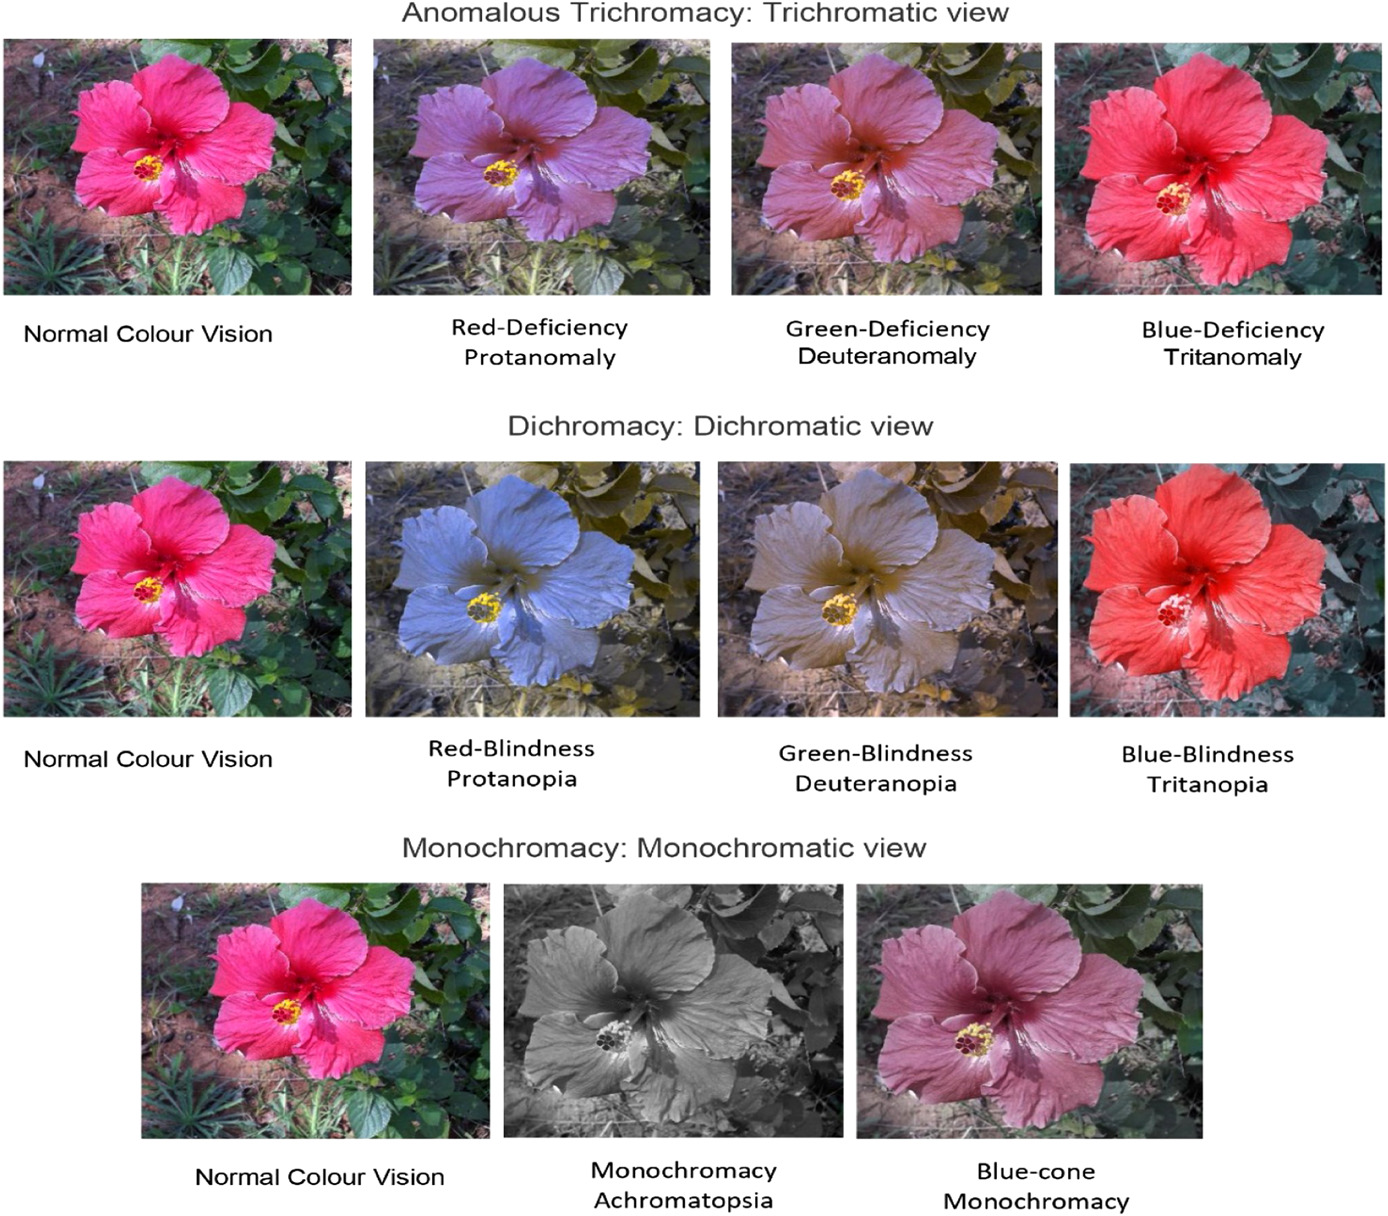 Anomalous Trichromacy: Trichromatic view
Normal Colour Vision
Red-Deficiency
Protanomaly
Green-Deficiency
Deuteranomaly
Blue-Deficiency
Tritanomaly
Dichromacy: Dichromatic view
Normal Colour Vision
Red-Blindness
Protanopia
Green-Blindness
Deuteranopia
Blue-Blindness
Tritanopia
Monochromacy: Monochromatic view
Normal Colour Vision
Monochromacy
Achromatopsia
Blue-cone
Monochromacy